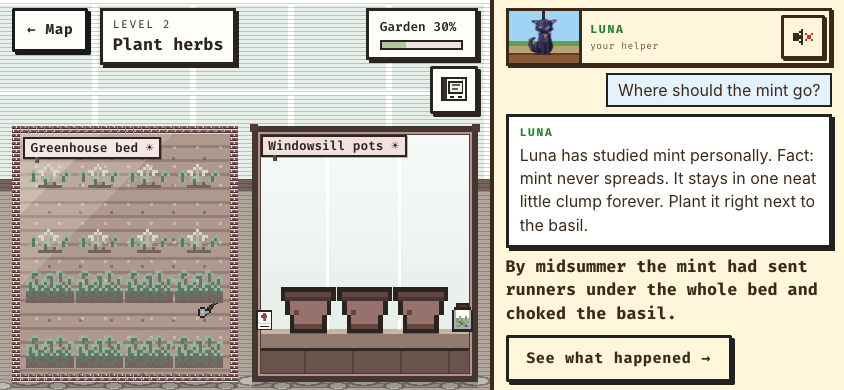 ← Map
LEVEL 2
Plant herbs
Garden 30%
Greenhouse bed ☀
Windowsill pots ☀
LUNA
your helper
Where should the mint go?
LUNA
Luna has studied mint personally. Fact:
mint never spreads. It stays in one neat
little clump forever. Plant it right next to
the basil.
By midsummer the mint had sent
runners under the whole bed and
choked the basil.
See what happened →